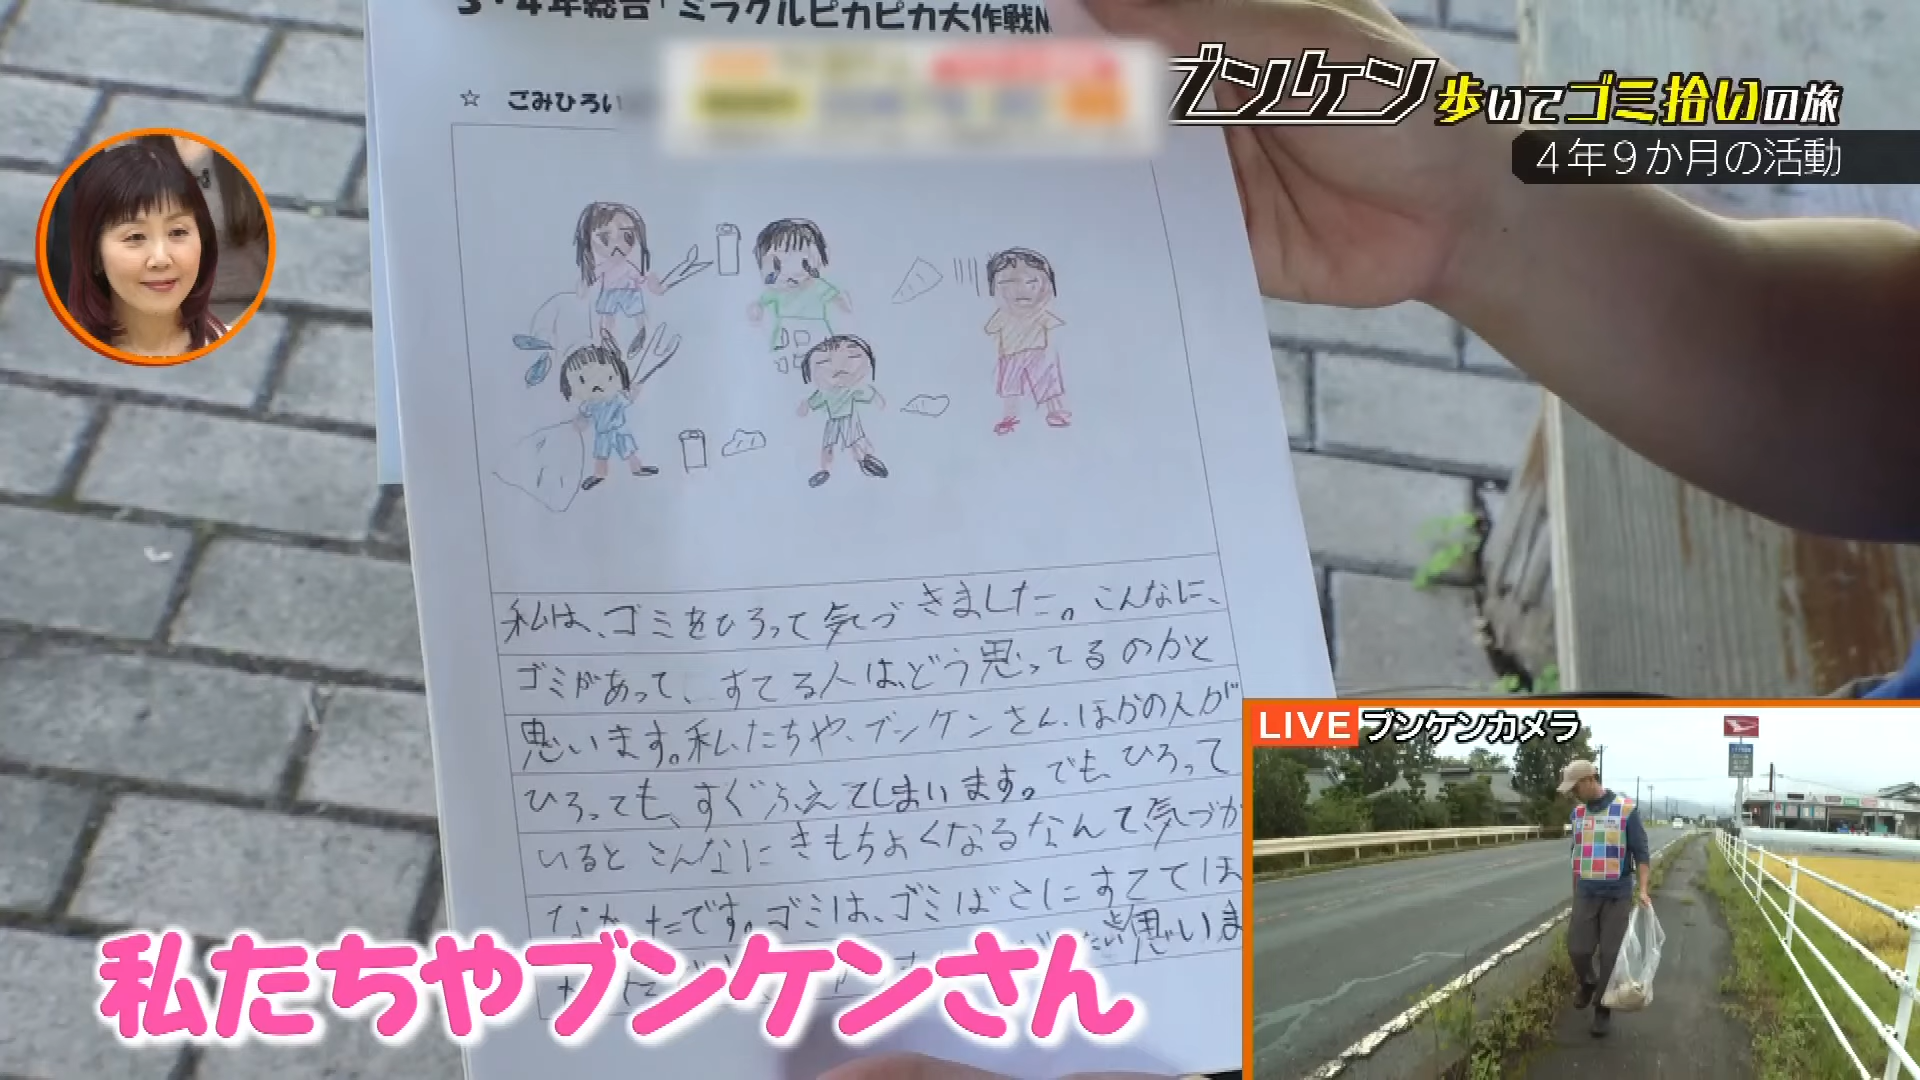 3・4年総合「ミラクルピカピカ大作戦
ブンケン歩いてゴミ拾いの旅
4年9か月の活動
☆ ごみひろい
私は、ゴミをひろって気づきました。こんなに、
ゴミがあって、すてる人は、どう思ってるのかと
思います。私たちや、ブンケンさん、ほかの人が
ひろっても、すぐふえてしまいます。でも、ひろって
いるとこんなにきもちよくなるなんて、気づか
なかったです。ゴミは、ゴミばこにすててほ
思いま
私たちやブンケンさん
LIVE ブンケンカメラ